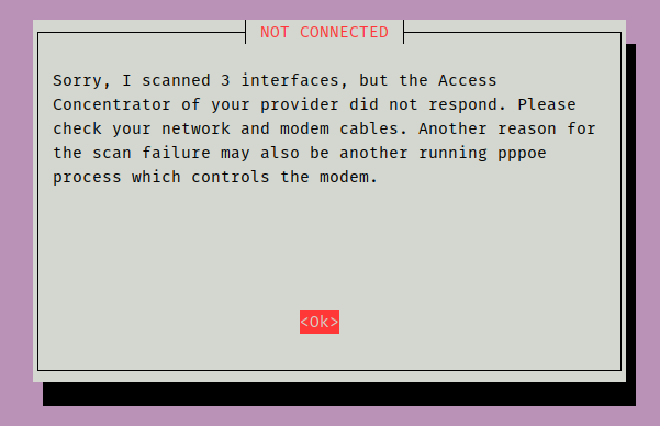 NOT CONNECTED
Sorry, I scanned 3 interfaces, but the Access
Concentrator of your provider did not respond. Please
check your network and modem cables. Another reason for
the scan failure may also be another running pppoe
process which controls the modem.
<Ok>